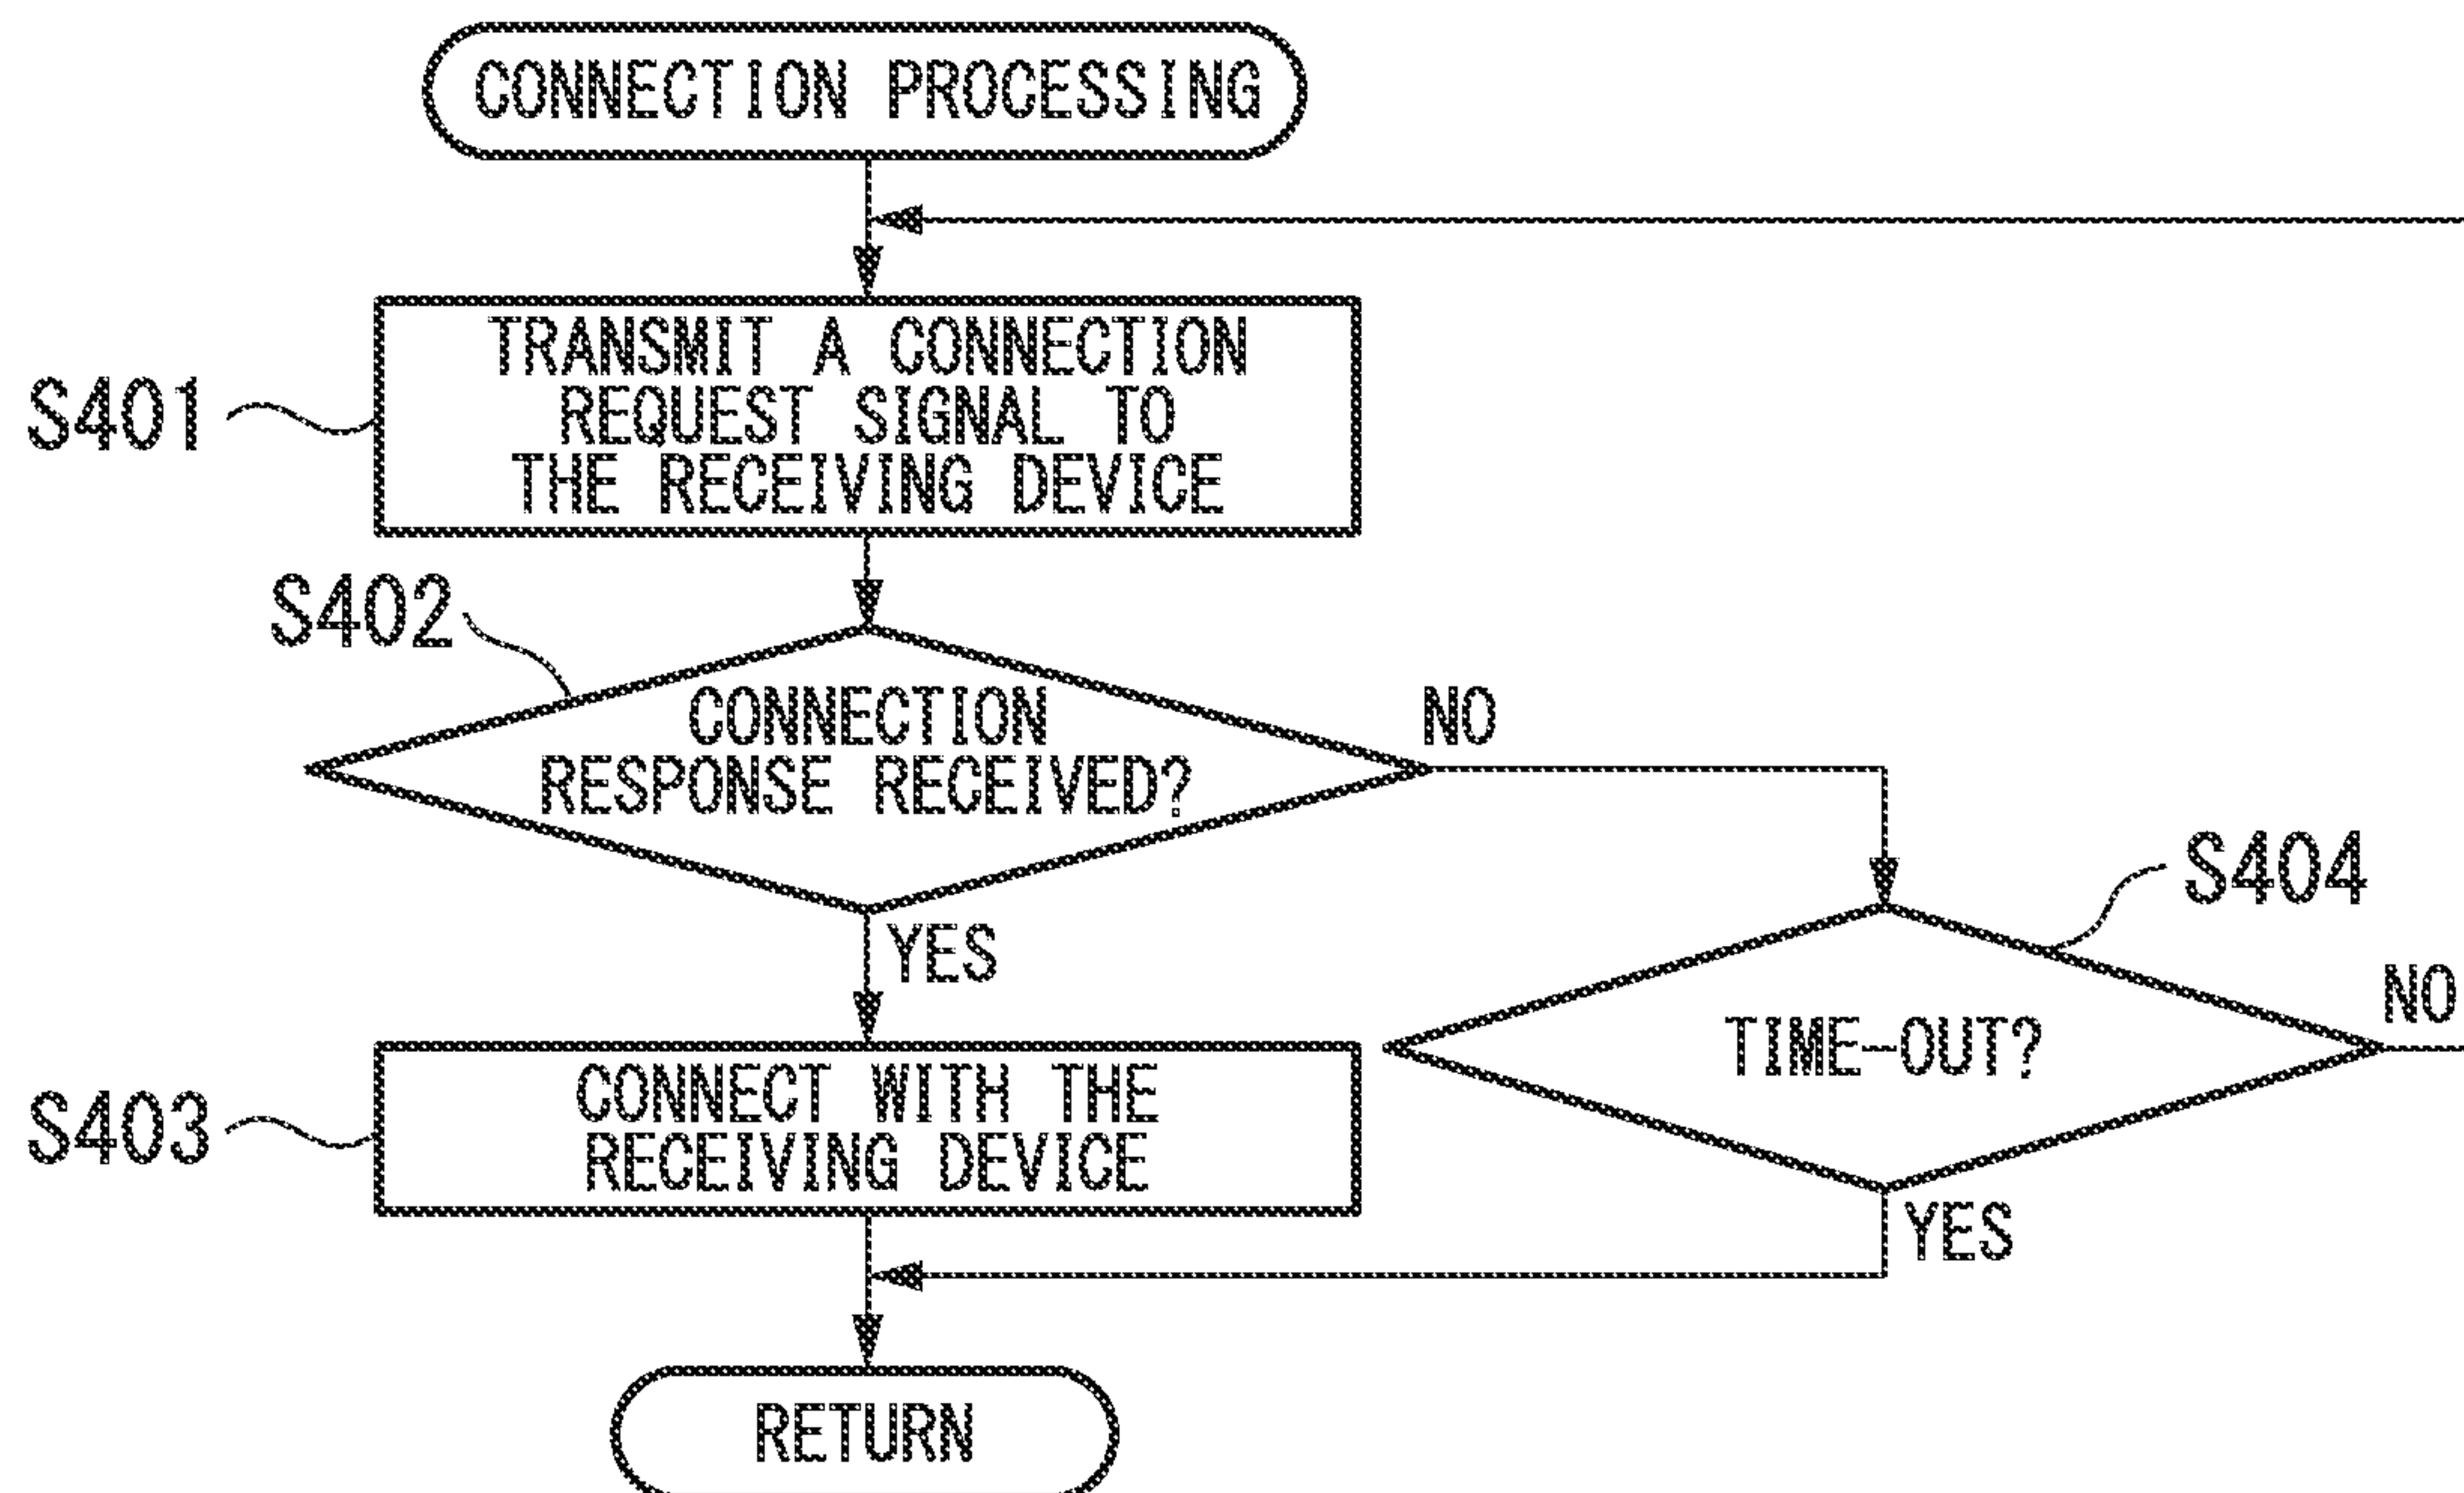 CONNECTION PROCESSING
S401
TRANSMIT A CONNECTION
REQUEST SIGNAL TO
THE RECEIVING DEVICE
S402
CONNECTION
RESPONSE RECEIVED?
NO
YES
S404
TIME-OUT?
NO
YES
S403
CONNECT WITH THE
RECEIVING DEVICE
RETURN